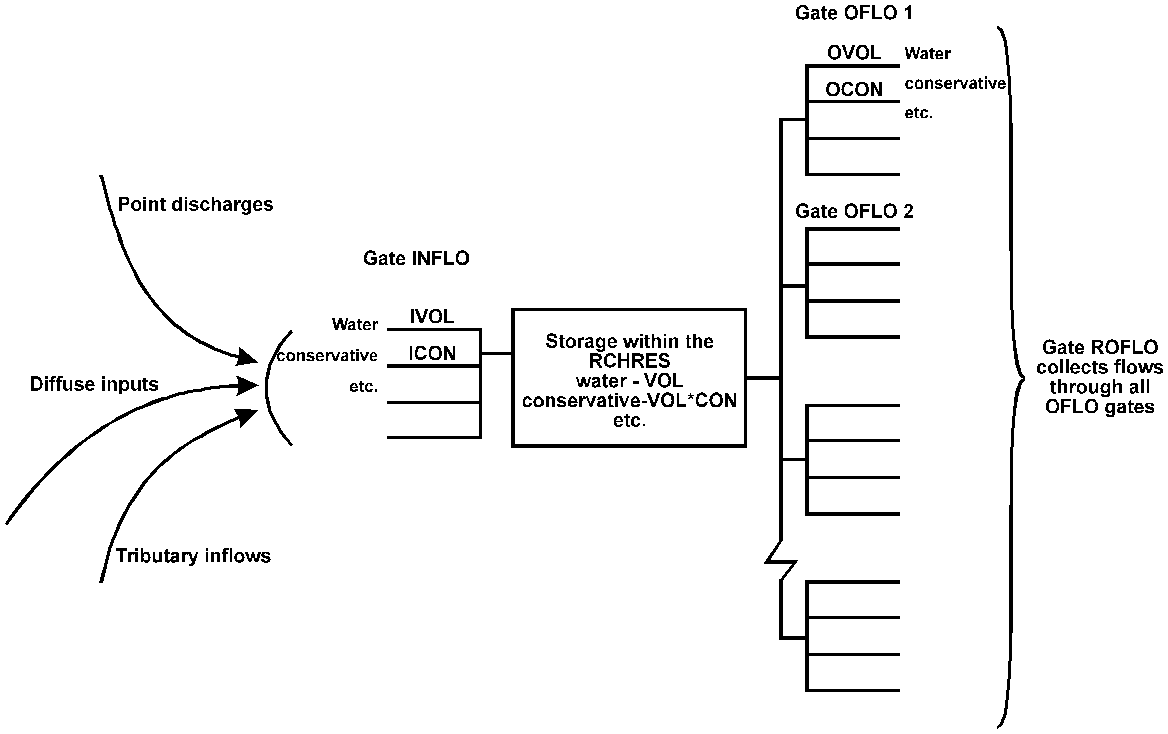 Gate OFLO 1
OVOL
Water
OCON
conservative
etc.
Point discharges
Gate OFLO 2
Gate INFLO
Water
IVOL
conservative
ICON
etc.
Diffuse inputs
Tributary inflows
Storage within the
RCHRES
water - VOL
conservative-VOL*CON
etc.
Gate ROFLO
collects flows
through all
OFLO gates